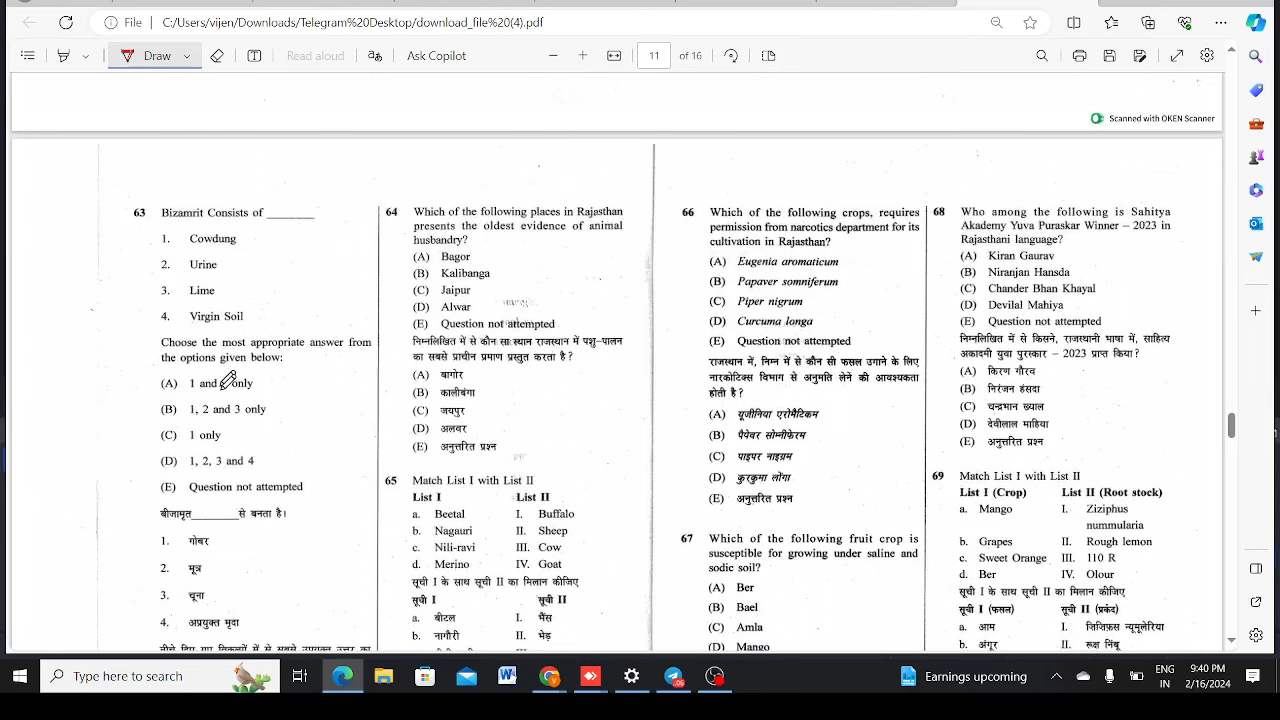 File
C:/Users/vijen/Downloads/Telegram%20Desktop/download_file%20(4).pdf
Draw
Read aloud
Ask Copilot
11
of 16
Scanned with OKEN Scanner
63 Bizamrit Consists of ________
1. Cowdung
2. Urine
3. Lime
4. Virgin Soil
Choose the most appropriate answer from
the options given below:
(A) 1 and only
(B) 1, 2 and 3 only
(C) 1 only
(D) 1, 2, 3 and 4
(E) Question not attempted
बीजामृत________से बनता है।
1. गोबर
2. मूत्र
3. चूना
4. अप्रयुक्त मृदा
नीचे दिए गए विकल्पों में से सबसे उपयुक्त उत्तर का
64 Which of the following places in Rajasthan
presents the oldest evidence of animal
husbandry?
(A) Bagor
(B) Kalibanga
(C) Jaipur
(D) Alwar
(E) Question not attempted
निम्नलिखित में से कौन सा स्थान राजस्थान में पशु-पालन
का सबसे प्राचीन प्रमाण प्रस्तुत करता है ?
(A) बागोर
(B) कालीबंगा
(C) जयपुर
(D) अलवर
(E) अनुत्तरित प्रश्न
65 Match List I with List II
List I List II
a. Beetal I. Buffalo
b. Nagauri II. Sheep
c. Nili-ravi III. Cow
d. Merino IV. Goat
सूची I के साथ सूची II का मिलान कीजिए
सूची I सूची II
a. बीटल I. भैंस
b. नागौरी II. भेड़
66 Which of the following crops, requires
permission from narcotics department for its
cultivation in Rajasthan?
(A) Eugenia aromaticum
(B) Papaver somniferum
(C) Piper nigrum
(D) Curcuma longa
(E) Question not attempted
राजस्थान में, निम्न में से कौन सी फसल उगाने के लिए
नारकोटिक्स विभाग से अनुमति लेने की आवश्यकता
होती है ?
(A) यूजीनिया एरोमैटिकम
(B) पैपेवर सोम्नीफेरम
(C) पाइपर नाइग्रम
(D) कुरकुमा लोंगा
(E) अनुत्तरित प्रश्न
67 Which of the following fruit crop is
susceptible for growing under saline and
sodic soil?
(A) Ber
(B) Bael
(C) Amla
(D) Mango
68 Who among the following is Sahitya
Akademy Yuva Puraskar Winner – 2023 in
Rajasthani language?
(A) Kiran Gaurav
(B) Niranjan Hansda
(C) Chander Bhan Khayal
(D) Devilal Mahiya
(E) Question not attempted
निम्नलिखित में से किसने, राजस्थानी भाषा में, साहित्य
अकादमी युवा पुरस्कार – 2023 प्राप्त किया ?
(A) किरण गौरव
(B) निरंजन हंसदा
(C) चन्द्रभान ख्याल
(D) देवीलाल माहिया
(E) अनुत्तरित प्रश्न
69 Match List I with List II
List I (Crop) List II (Root stock)
a. Mango I. Ziziphus
nummularia
b. Grapes II. Rough lemon
c. Sweet Orange III. 110 R
d. Ber IV. Olour
सूची I के साथ सूची II का मिलान कीजिए
सूची I (फसल) सूची II (प्रकंद)
a. आम I. जिजिफ़स न्यूमूलेरिया
b. अंगूर II. रूक्ष निंबू
Type here to search
Earnings upcoming
ENG
IN
9:40 PM
2/16/2024